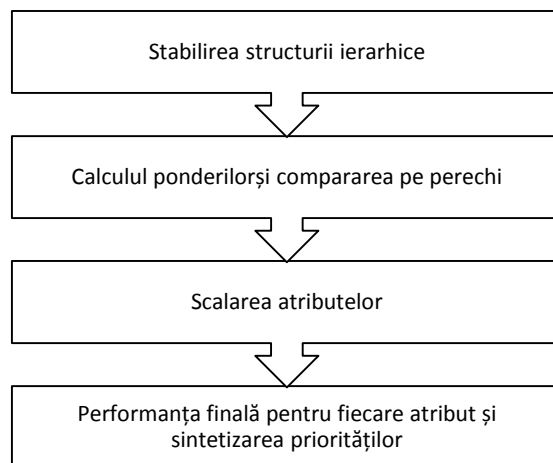 Stabilirea structurii ierarhice
Calculul ponderilorși compararea pe perechi
Scalarea atributelor
Performanța finală pentru fiecare atribut și
sintetizarea priorităților